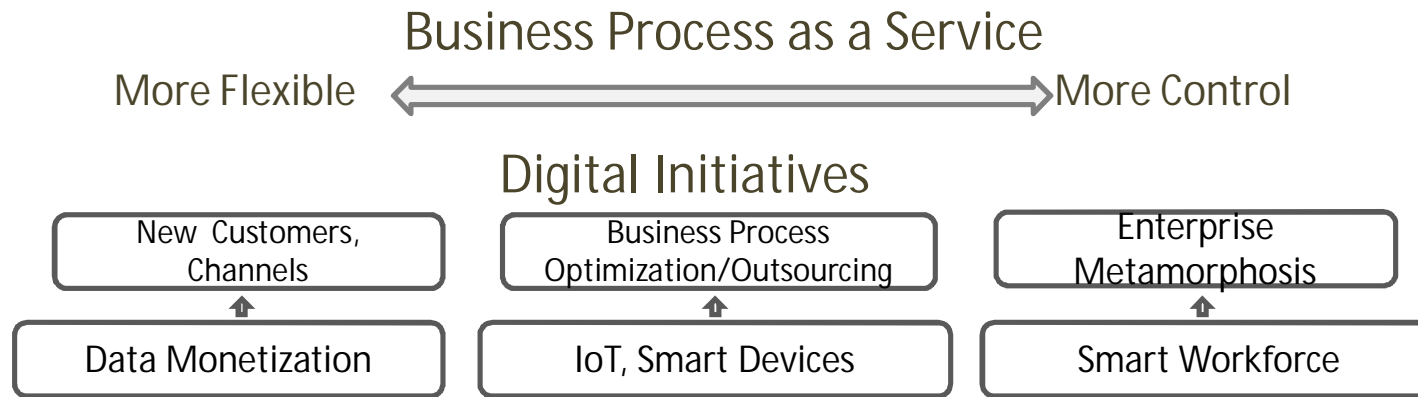 Business Process as a Service
More Flexible More Control
Digital Initiatives
New Customers,
Channels
Business Process
Optimization/Outsourcing
Enterprise
Metamorphosis
Data Monetization
IoT, Smart Devices
Smart Workforce